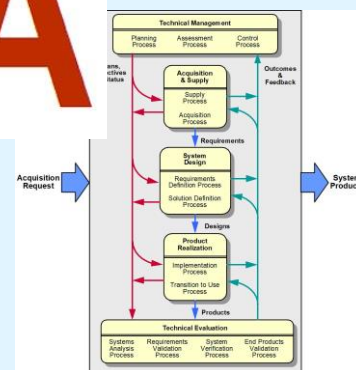 A
Technical Management
Planning Process
Assessment Process
Control Process
Outcomes & Feedback
Acquisition & Supply
Supply Process
Acquisition Process
Requirements
Acquisition Request
System Design
Requirements Definition Process
Solution Definition Process
Designs
Product Realization
Implementation Process
Transition to Use Process
Products
Technical Evaluation
Systems Analysis Process
Requirements Validation Process
System Verification Process
End Products Validation Process